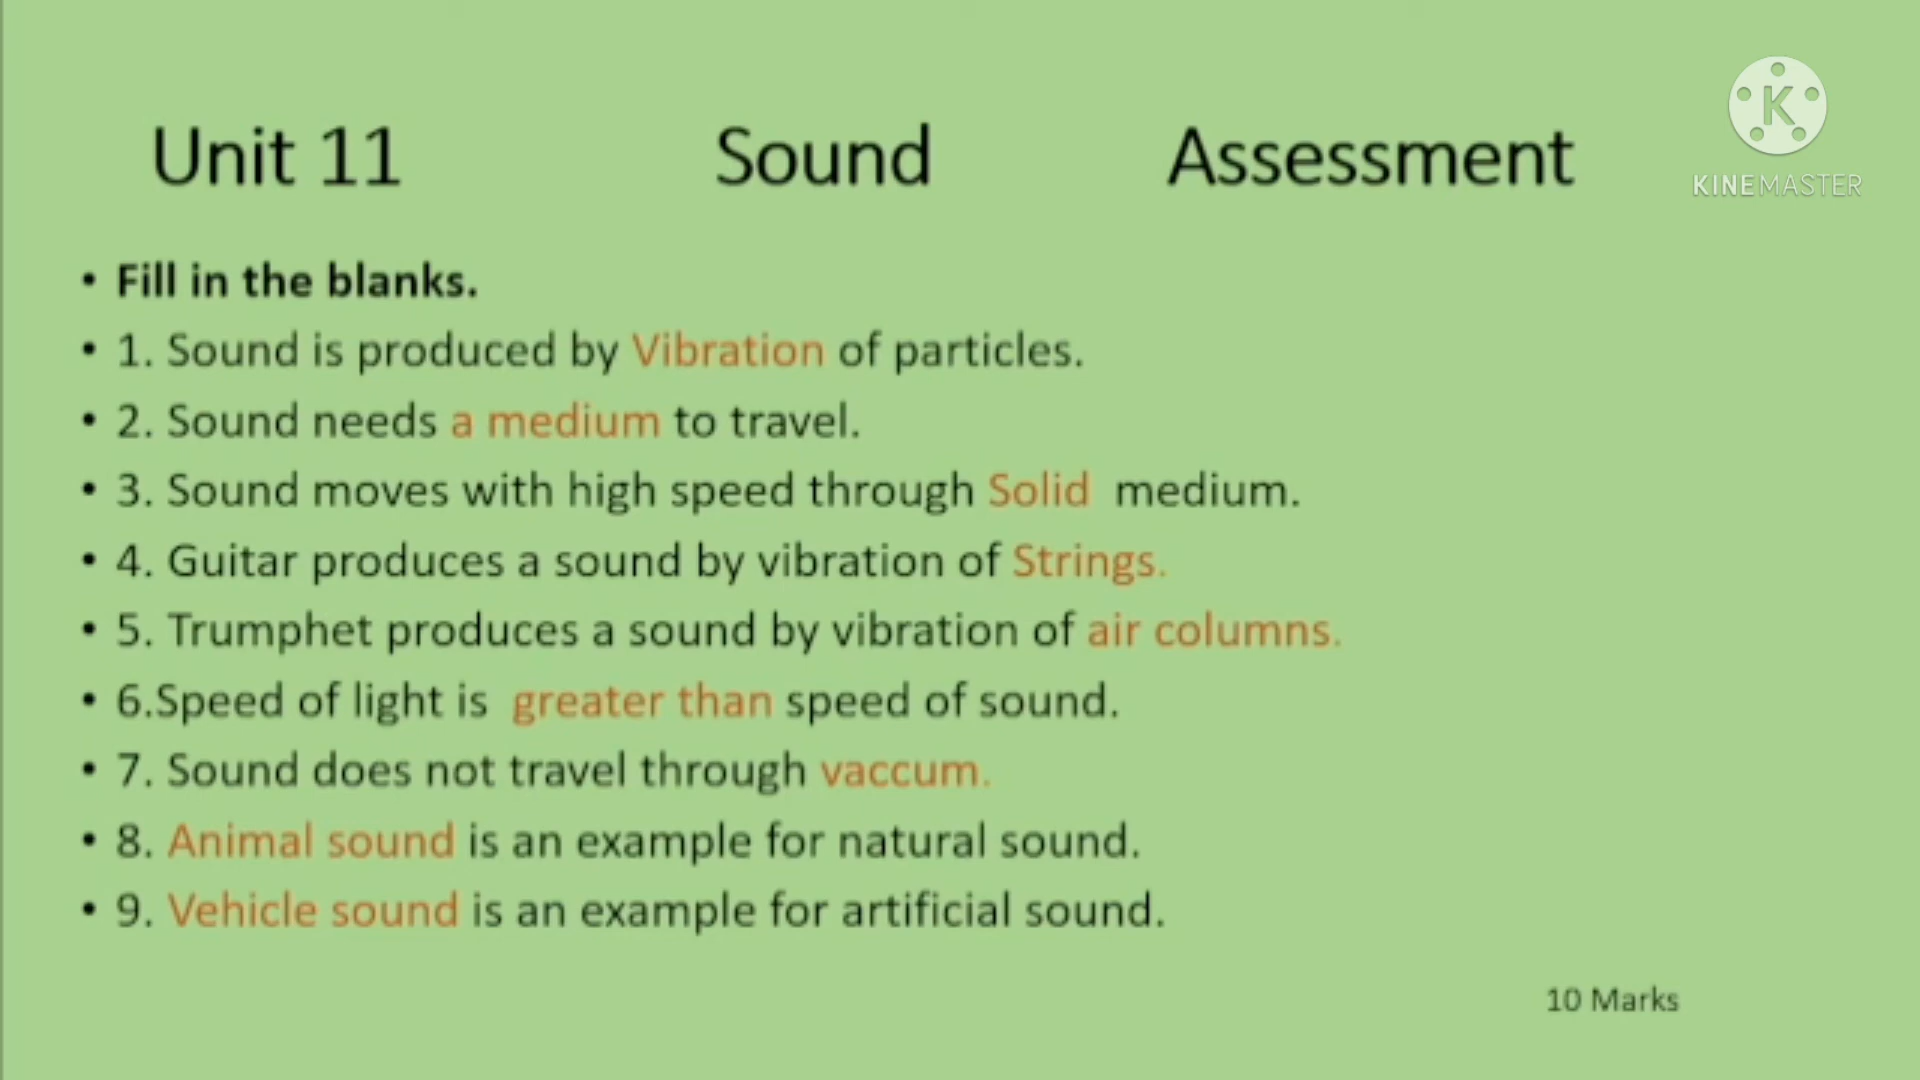 Unit 11 Sound Assessment
K
KINEMASTER
• Fill in the blanks.
• 1. Sound is produced by Vibration of particles.
• 2. Sound needs a medium to travel.
• 3. Sound moves with high speed through Solid medium.
• 4. Guitar produces a sound by vibration of Strings.
• 5. Trumphet produces a sound by vibration of air columns.
• 6.Speed of light is greater than speed of sound.
• 7. Sound does not travel through vaccum.
• 8. Animal sound is an example for natural sound.
• 9. Vehicle sound is an example for artificial sound.
10 Marks